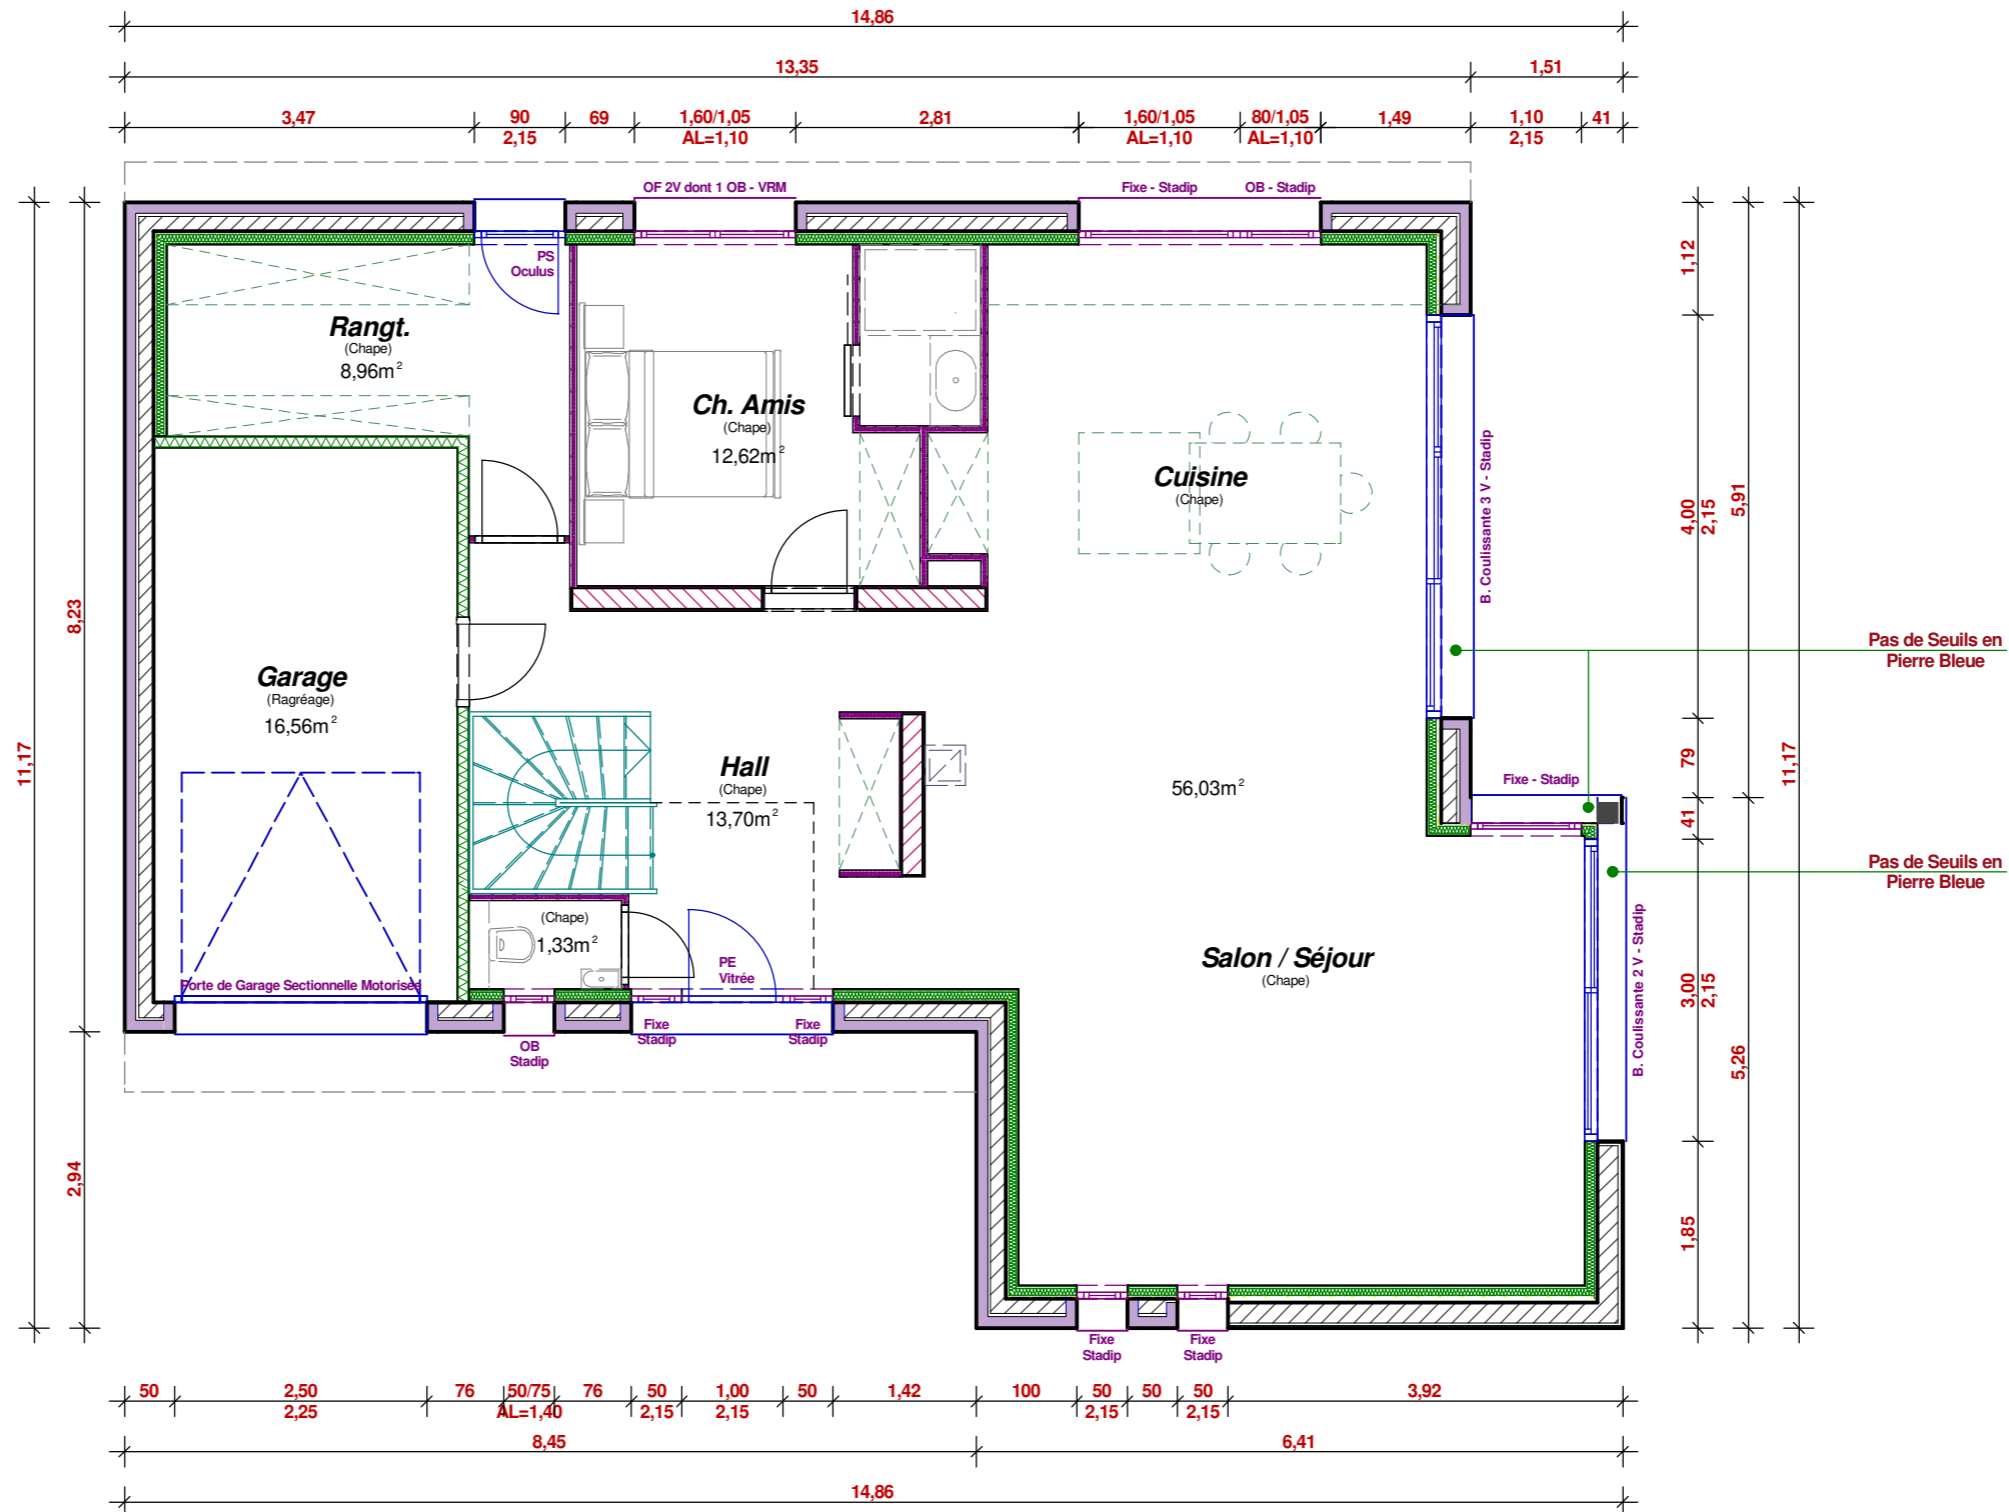 14,86
13,35
1,51
3,47
90
2,15
69
1,60/1,05
AL=1,10
2,81
1,60/1,05
AL=1,10
80/1,05
AL=1,10
1,49
1,10
2,15
41
OF 2V dont 1 OB - VRM
Fixe - Stadip
OB - Stadip
PS
Oculus
Rangt.
(Chape)
8,96m²
Ch. Amis
(Chape)
12,62m²
Cuisine
(Chape)
B. Coulissante 3 V - Stadip
1,12
4,00
2,15
5,91
79
41
11,17
3,00
2,15
5,26
1,85
Pas de Seuils en
Pierre Bleue
Pas de Seuils en
Pierre Bleue
11,17
8,23
2,94
Garage
(Ragréage)
16,56m²
Hall
(Chape)
13,70m²
56,03m²
Fixe - Stadip
B. Coulissante 2 V - Stadip
(Chape)
1,33m²
PE
Vitrée
Salon / Séjour
(Chape)
Porte de Garage Sectionnelle Motorisée
OB
Stadip
Fixe
Stadip
Fixe
Stadip
Fixe
Stadip
Fixe
Stadip
50
2,50
2,25
76
50/75
AL=1,40
76
50
2,15
1,00
2,15
50
1,42
100
50
2,15
50
50
2,15
3,92
8,45
6,41
14,86